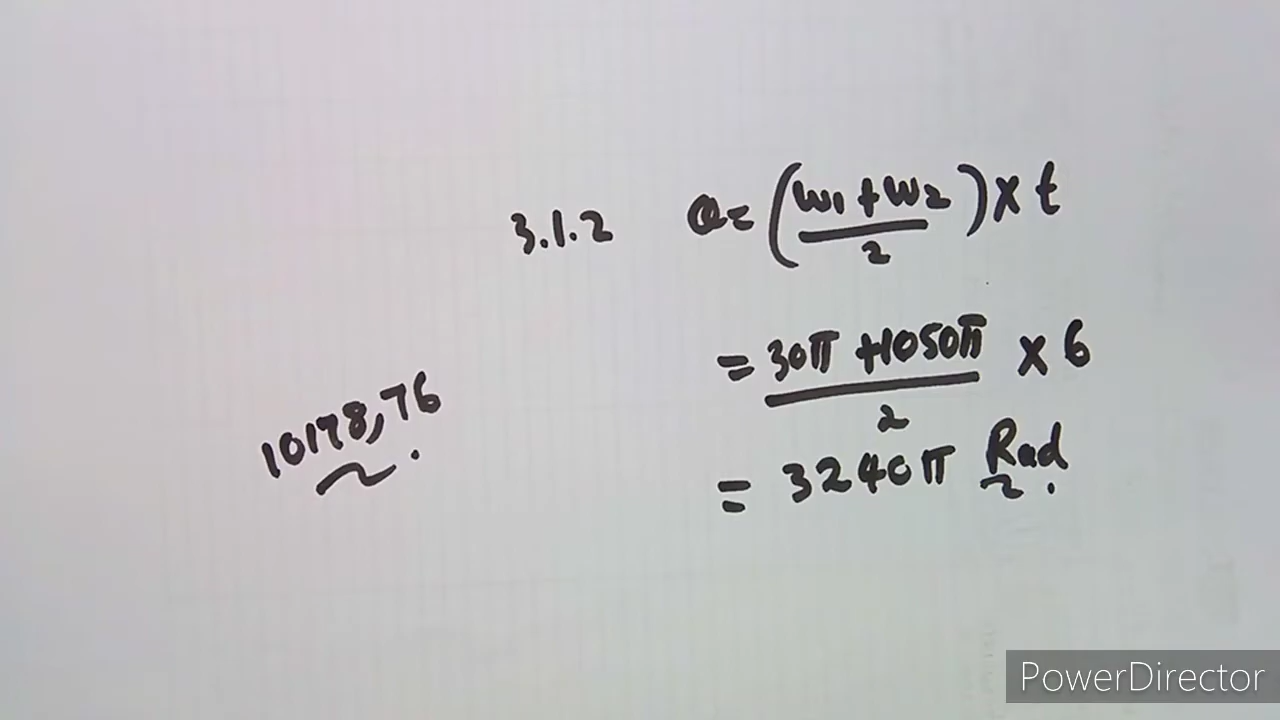 3.1.2 θ= (w1+w2/2) x t
= 30π +1050π/2 x 6
= 3240π Rad.
10178,76.
PowerDirector